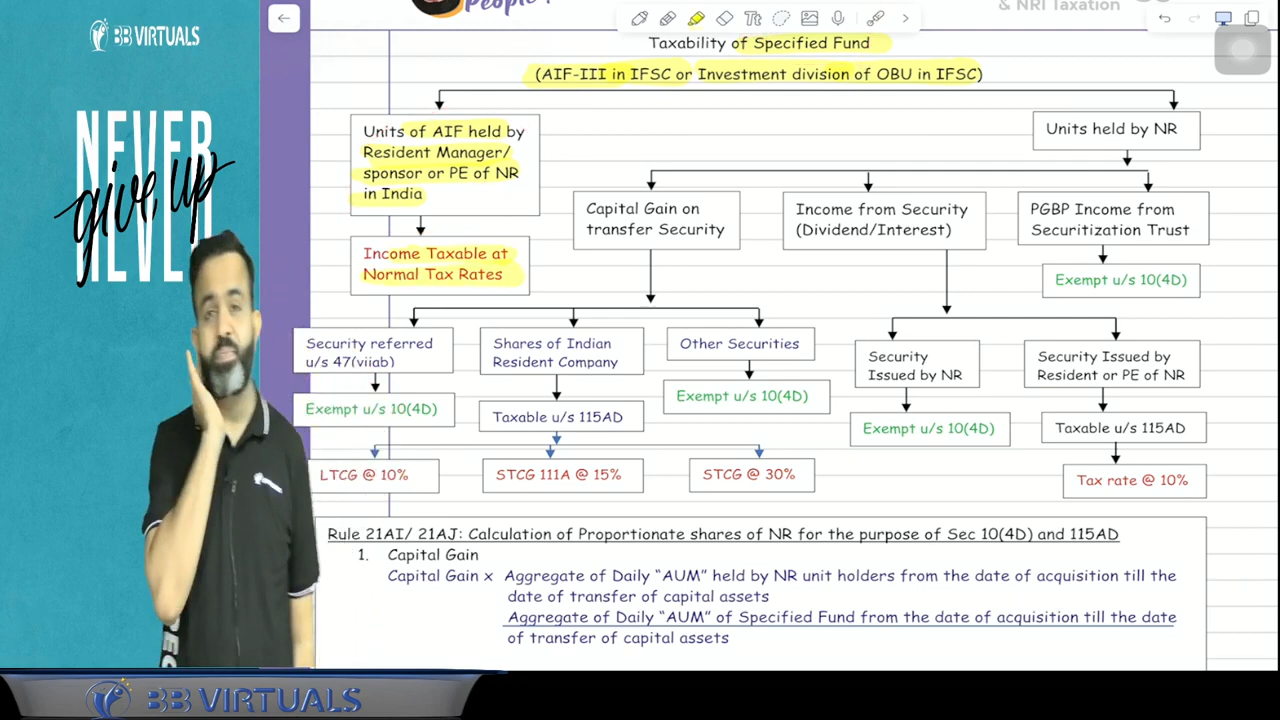 BB VIRTUALS
People!
& NRI Taxation
NEVER
give up
NEVER
Taxability of Specified Fund
(AIF-III in IFSC or Investment division of OBU in IFSC)
Units of AIF held by
Resident Manager/
sponsor or PE of NR
in India
Units held by NR
Income Taxable at
Normal Tax Rates
Capital Gain on
transfer Security
Income from Security
(Dividend/Interest)
PGBP Income from
Securitization Trust
Exempt u/s 10(4D)
Security referred
u/s 47(viiab)
Shares of Indian
Resident Company
Other Securities
Security
Issued by NR
Security Issued by
Resident or PE of NR
Exempt u/s 10(4D)
Taxable u/s 115AD
Exempt u/s 10(4D)
Exempt u/s 10(4D)
Taxable u/s 115AD
LTCG @ 10%
STCG 111A @ 15%
STCG @ 30%
Tax rate @ 10%
Rule 21AI/ 21AJ: Calculation of Proportionate shares of NR for the purpose of Sec 10(4D) and 115AD
1. Capital Gain
Capital Gain x Aggregate of Daily “AUM” held by NR unit holders from the date of acquisition till the
date of transfer of capital assets
Aggregate of Daily “AUM” of Specified Fund from the date of acquisition till the date
of transfer of capital assets
BB VIRTUALS